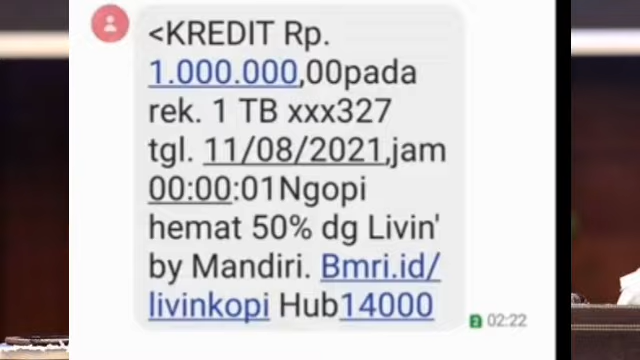 <KREDIT Rp.
1.000.000,00pada
rek. 1 TB xxx327
tgl. 11/08/2021,jam
00:00:01Ngopi
hemat 50% dg Livin'
by Mandiri. Bmri.id/
livinkopi Hub14000
2 02:22